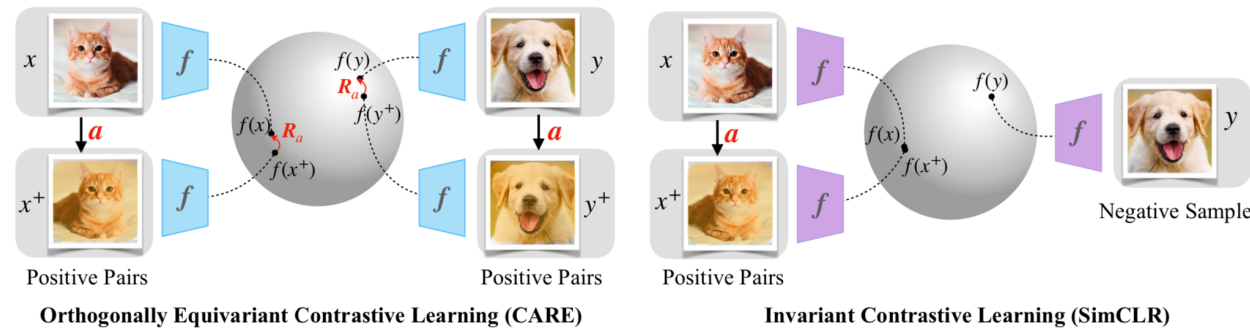 x
f
f(y)
f
y
R_a
f(y⁺)
a
f(x)
R_a
a
f(x⁺)
x⁺
f
f
y⁺
Positive Pairs
Positive Pairs
Orthogonally Equivariant Contrastive Learning (CARE)
x
f
f(y)
y
a
f(x)
f
f(x⁺)
x⁺
f
Negative Sample
Positive Pairs
Invariant Contrastive Learning (SimCLR)